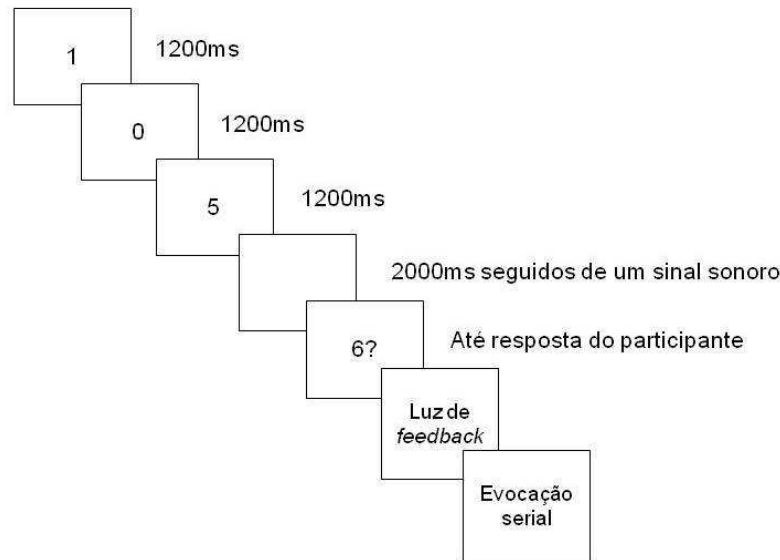 1
1200ms
0
1200ms
5
1200ms
2000ms seguidos de um sinal sonoro
6?
Até resposta do participante
Luz de
feedback
Evocação
serial